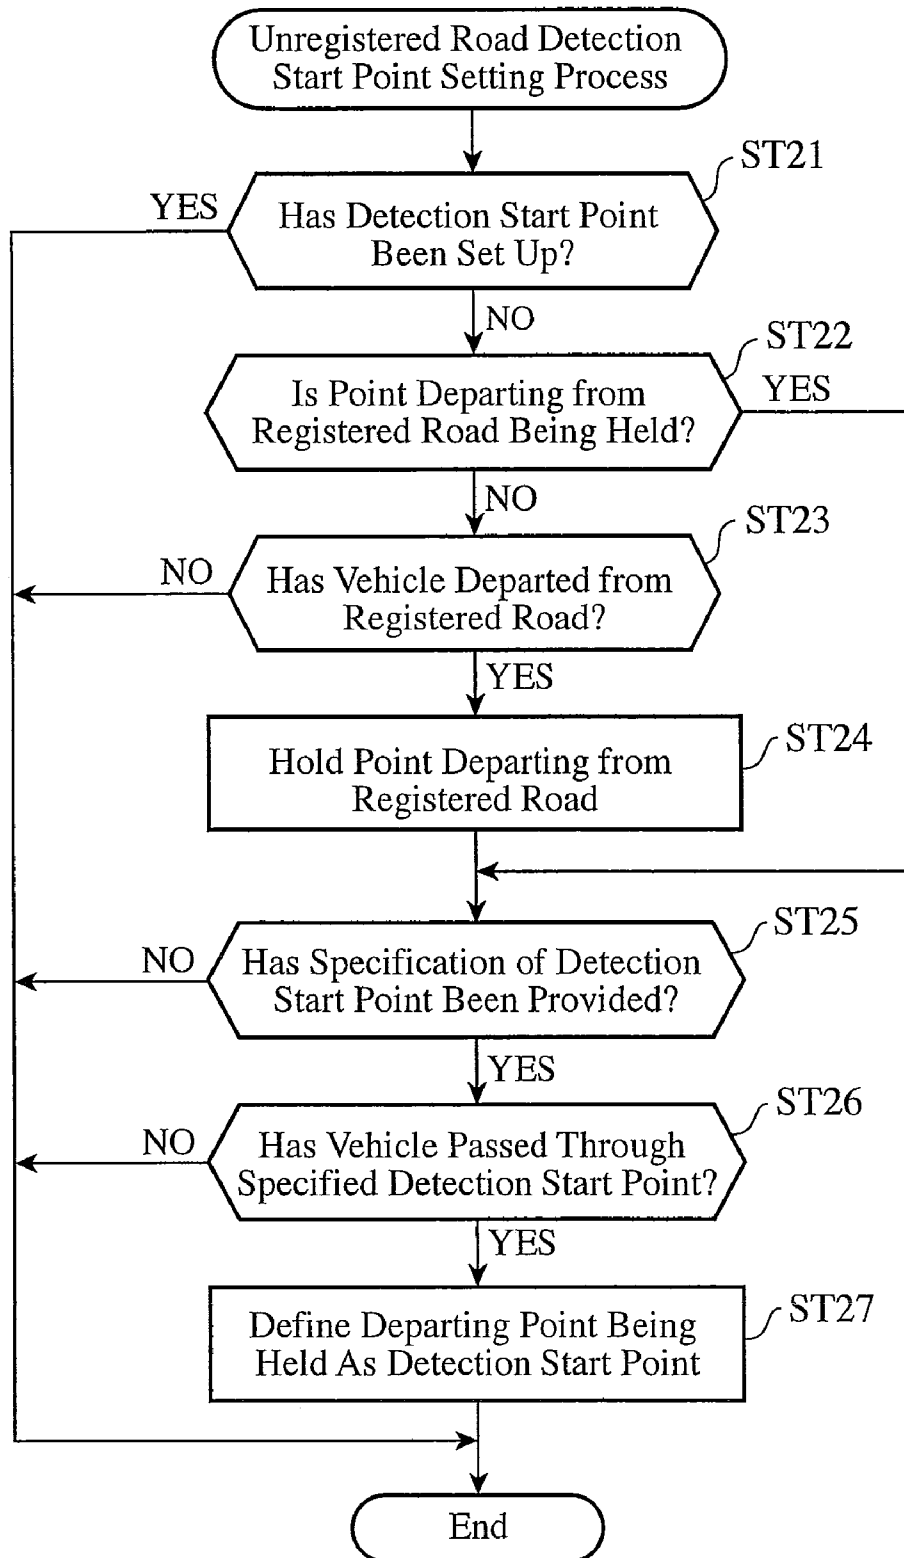 Unregistered Road Detection
Start Point Setting Process
ST21
YES
Has Detection Start Point
Been Set Up?
NO
ST22
Is Point Departing from
Registered Road Being Held?
YES
NO
ST23
NO
Has Vehicle Departed from
Registered Road?
YES
ST24
Hold Point Departing from
Registered Road
ST25
NO
Has Specification of Detection
Start Point Been Provided?
YES
ST26
NO
Has Vehicle Passed Through
Specified Detection Start Point?
YES
ST27
Define Departing Point Being
Held As Detection Start Point
End